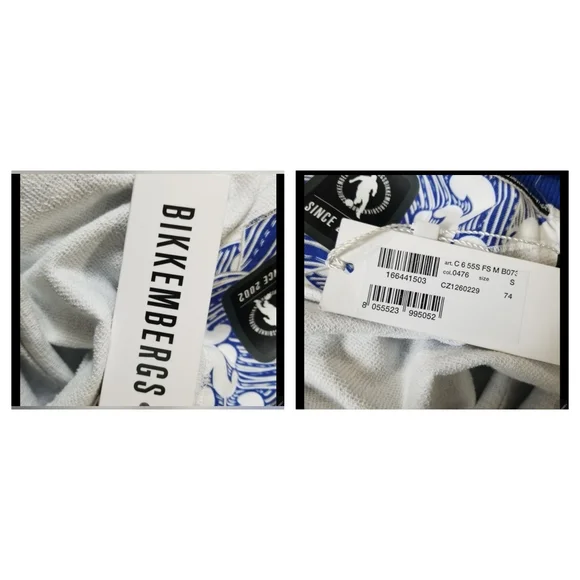 BIKKEMBERGS
SINCE 2002
SINCE
art. C 6 55S FS M B073
col. 0476 size S
166441503
CZ1260229 74
8 055523 995052